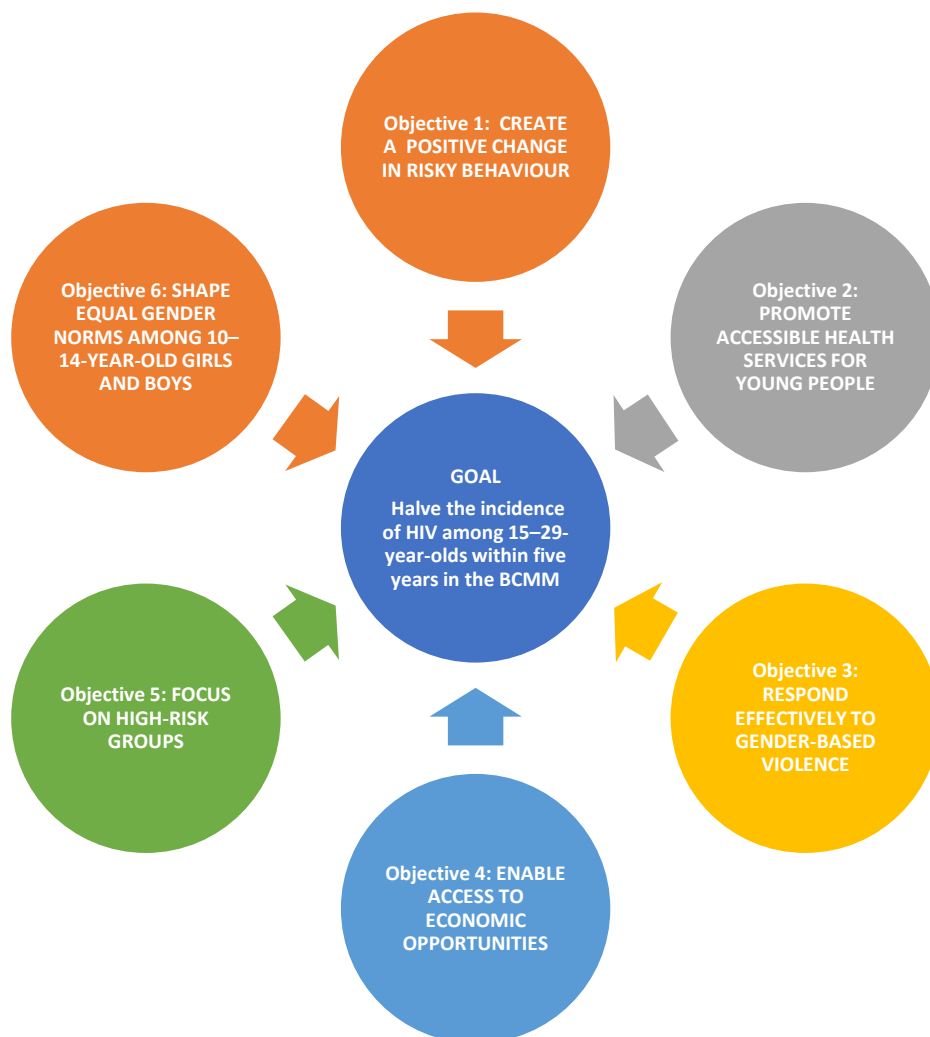 Objective 1: CREATE
A POSITIVE CHANGE
IN RISKY BEHAVIOUR
Objective 2:
PROMOTE
ACCESSIBLE HEALTH
SERVICES FOR
YOUNG PEOPLE
Objective 3:
RESPOND
EFFECTIVELY TO
GENDER-BASED
VIOLENCE
Objective 4: ENABLE
ACCESS TO
ECONOMIC
OPPORTUNITIES
Objective 5: FOCUS
ON HIGH-RISK
GROUPS
Objective 6: SHAPE
EQUAL GENDER
NORMS AMONG 10–
14-YEAR-OLD GIRLS
AND BOYS
GOAL
Halve the incidence
of HIV among 15–29-
year-olds within five
years in the BCMM